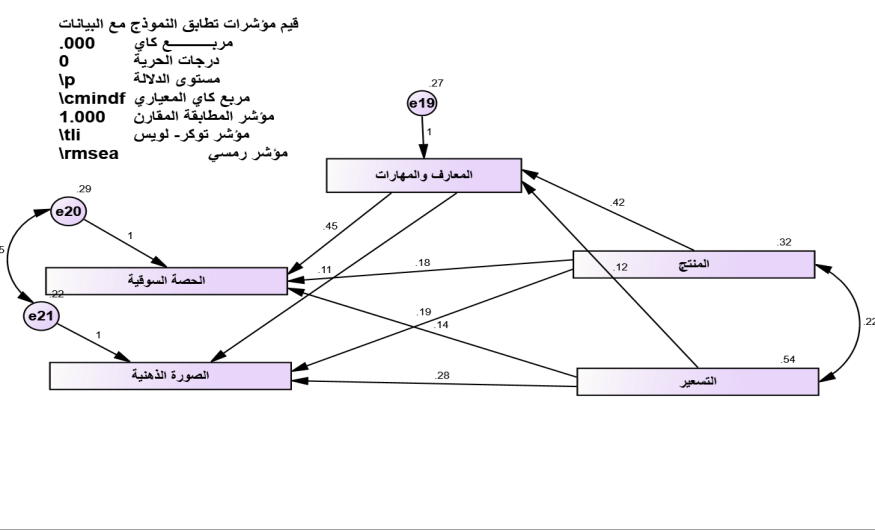 قيم مؤشرات تطابق النموذج مع البيانات
مربـــــــع كاي .000
درجات الحرية 0
مستوى الدلالة \p
مربع كاي المعياري \cmindf
مؤشر المطابقة المقارن 1.000
مؤشر توكر- لويس \tli
مؤشر رمسي \rmsea
.27
e19
1
المعارف والمهارات
.29
e20
1
.45
.42
.32
المنتج
.18
.12
.11
الحصة السوقية
.22
e21
1
.19
.14
.22
.54
الصورة الذهنية
.28
التسعير